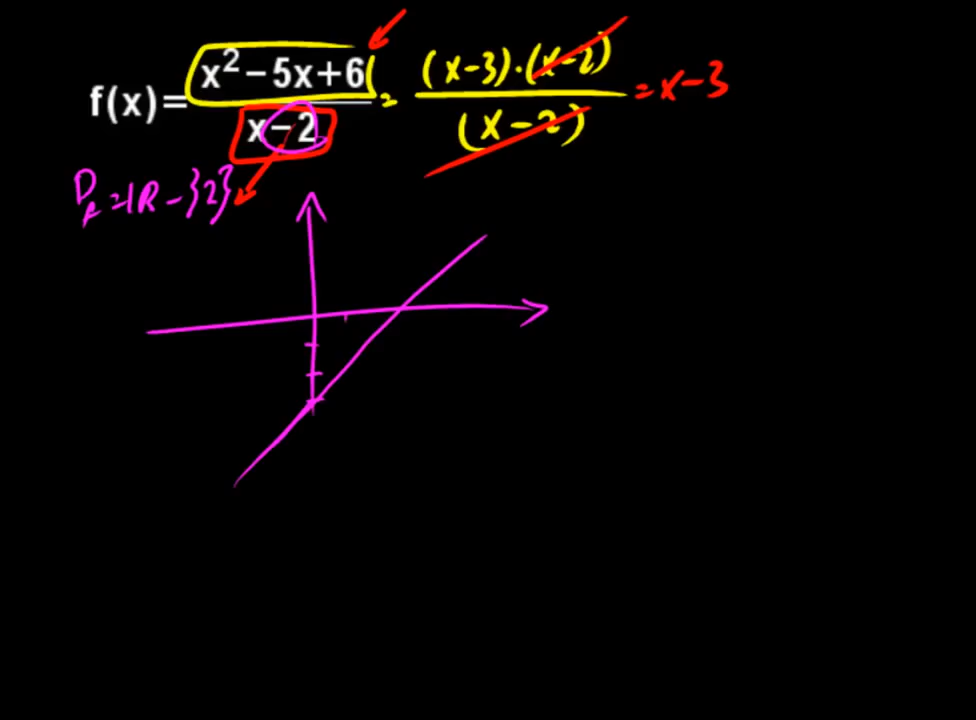 f(x) = x² – 5x + 6 / x – 2 = (x-3)·(x-2) / (x-2) = x-3
D_f = ℝ - {2}